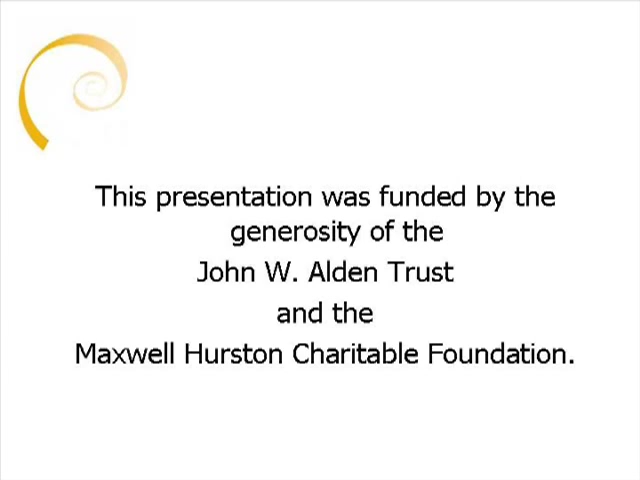 This presentation was funded by the
generosity of the
John W. Alden Trust
and the
Maxwell Hurston Charitable Foundation.